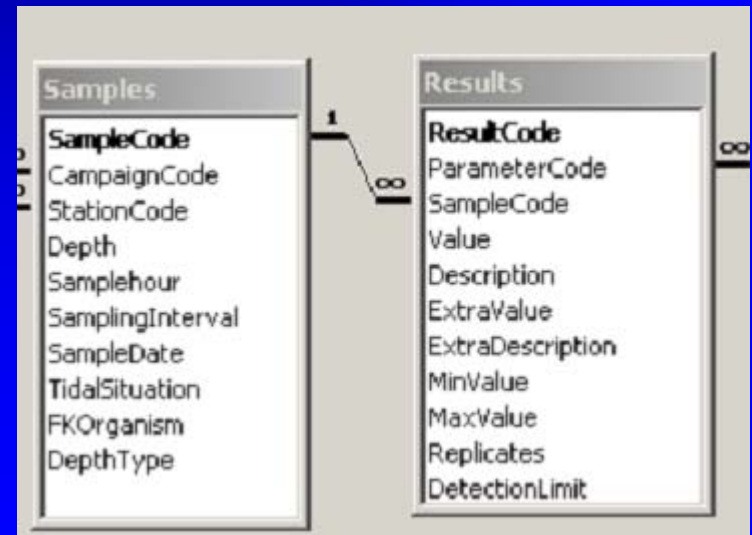 Samples
SampleCode
CampaignCode
StationCode
Depth
Samplehour
SamplingInterval
SampleDate
TidalSituation
FKOrganism
DepthType
1
∞
Results
ResultCode
ParameterCode
SampleCode
Value
Description
ExtraValue
ExtraDescription
MinValue
MaxValue
Replicates
DetectionLimit
∞